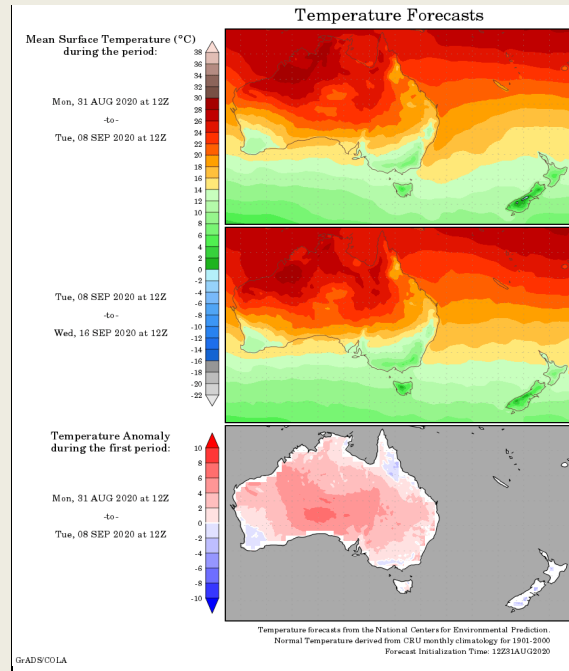 Temperature Forecasts
Mean Surface Temperature (°C)
during the period:
Mon, 31 AUG 2020 at 12Z
-to-
Tue, 08 SEP 2020 at 12Z
38
36
34
32
30
28
26
24
22
20
18
16
14
12
10
8
6
4
2
0
-2
-4
-6
-8
-10
-12
-14
-16
-18
-20
-22
Tue, 08 SEP 2020 at 12Z
-to-
Wed, 16 SEP 2020 at 12Z
Temperature Anomaly
during the first period:
Mon, 31 AUG 2020 at 12Z
-to-
Tue, 08 SEP 2020 at 12Z
10
8
6
4
2
0
-2
-4
-6
-8
-10
Temperature forecasts from the National Centers for Environmental Prediction.
Normal Temperature derived from CRU monthly climatology for 1901-2000
Forecast Initialization Time: 12Z31AUG2020
GrADS/COLA